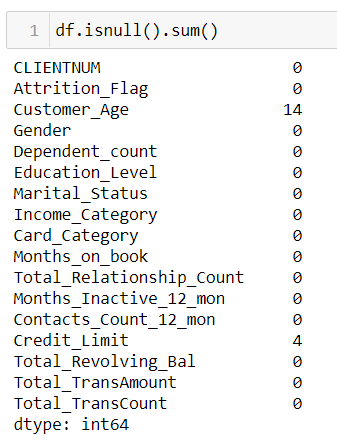 1 df.isnull().sum()
CLIENTNUM 0
Attrition_Flag 0
Customer_Age 14
Gender 0
Dependent_count 0
Education_Level 0
Marital_Status 0
Income_Category 0
Card_Category 0
Months_on_book 0
Total_Relationship_Count 0
Months_Inactive_12_mon 0
Contacts_Count_12_mon 0
Credit_Limit 4
Total_Revolving_Bal 0
Total_TransAmount 0
Total_TransCount 0
dtype: int64